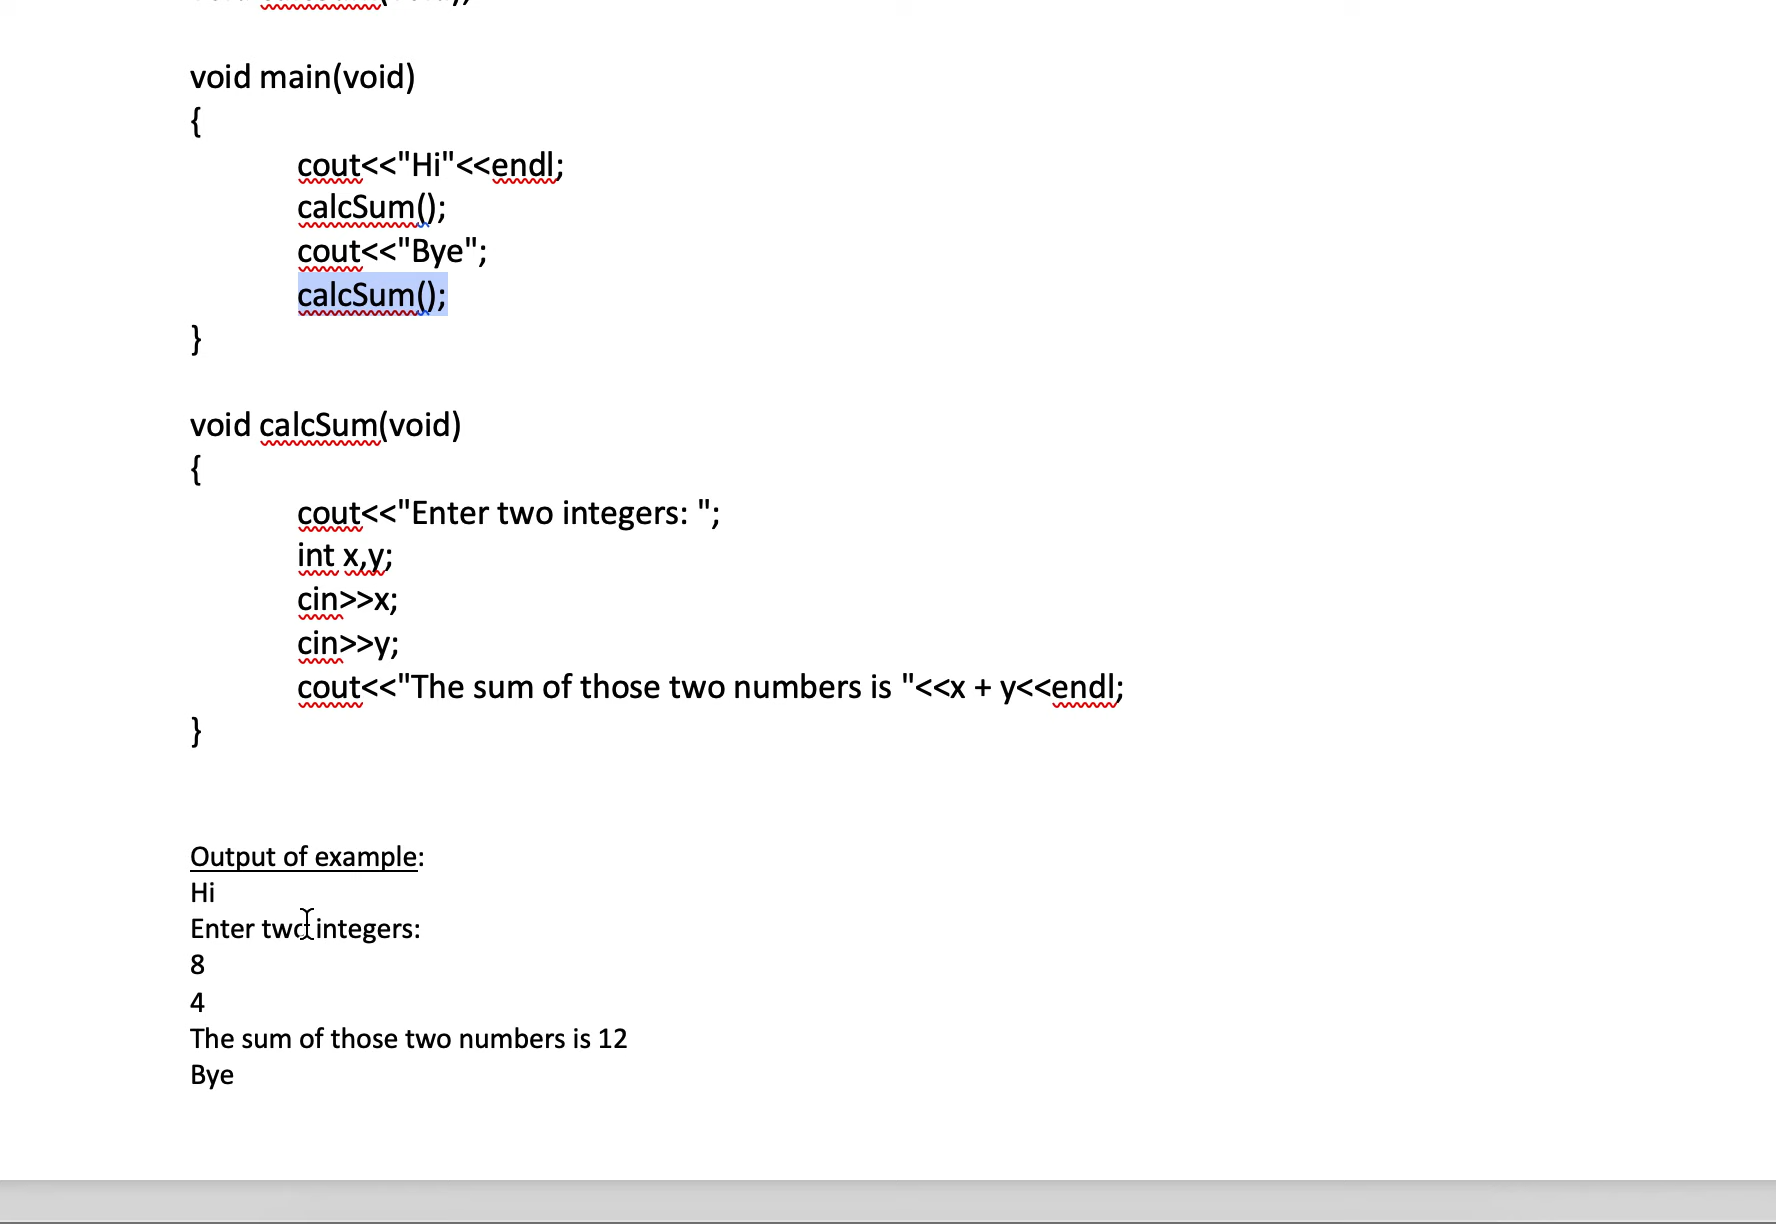 void main(void)
{
cout<<"Hi"<<endl;
calcSum();
cout<<"Bye";
calcSum();
}
void calcSum(void)
{
cout<<"Enter two integers: ";
int x,y;
cin>>x;
cin>>y;
cout<<"The sum of those two numbers is "<<x + y<<endl;
}
Output of example:
Hi
Enter two integers:
8
4
The sum of those two numbers is 12
Bye